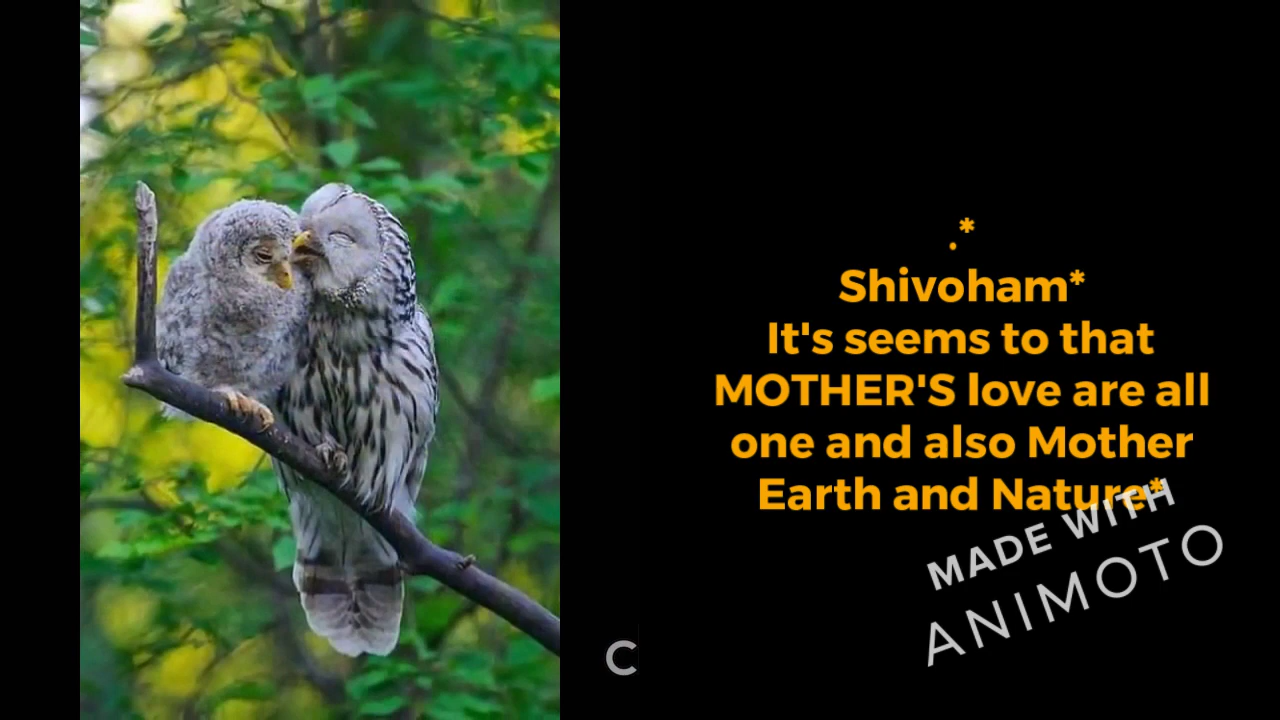 .*
Shivoham*
It's seems to that
MOTHER'S love are all
one and also Mother
Earth and Nature*
MADE WITH
ANIMOTO
C